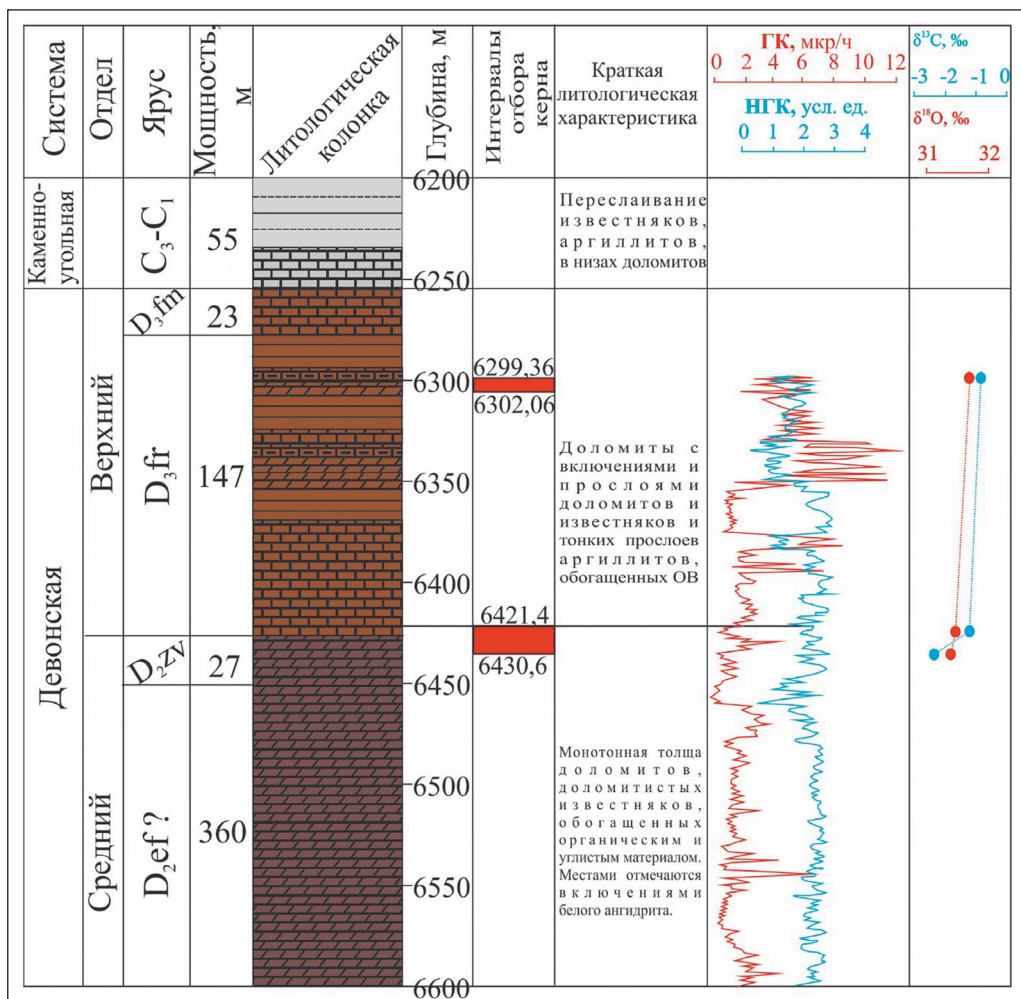 Система
Отдел
Ярус
Мощность,
м
Литологическая
колонка
Глубина, м
Интервалы
отбора
керна
Краткая
литологическая
характеристика
ГК, мкр/ч
0 2 4 6 8 10 12
НГК, усл. ед.
0 1 2 3 4
δ¹³C, ‰
-3 -2 -1 0
δ¹⁸O, ‰
31 32
Каменно-
угольная
C₃-C₁
55
6200
6250
Переслаивание
известняков,
аргиллитов,
в низах доломитов
Девонская
Верхний
D₃fm
23
D₃fr
147
6300
6350
6400
6299,36
6302,06
6421,4
6430,6
Доломиты с
включениями и
прослоями
доломитов и
известняков и
тонких прослоев
аргиллитов,
обогащенных ОВ
Средний
D₂zv
27
D₂ef ?
360
6450
6500
6550
6600
Монотонная толща
доломитов,
доломитистых
известняков,
обогащенных
органическим и
углистым материалом.
Местами отмечаются
включениями
белого ангидрита.